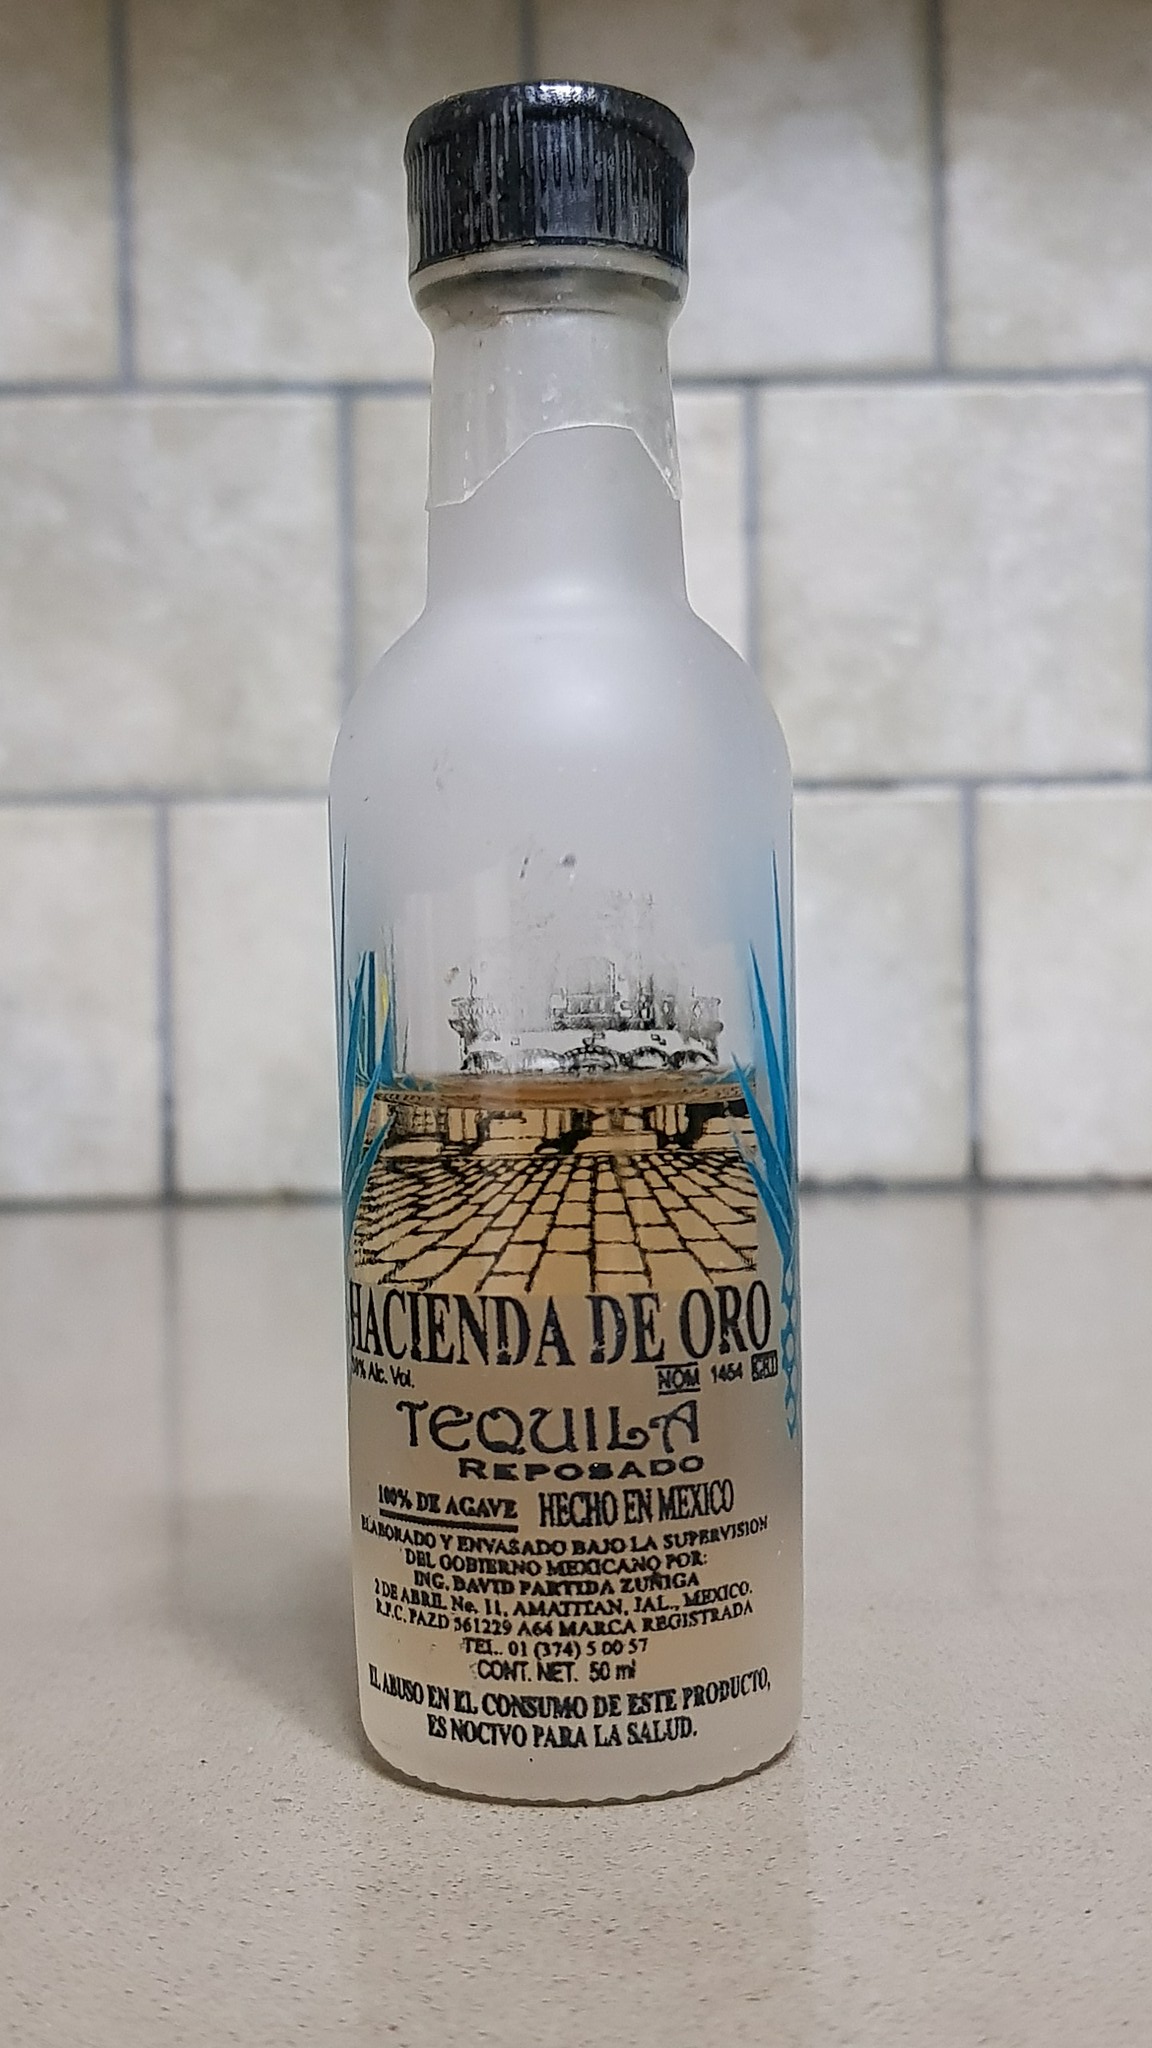 HACIENDA DE ORO
% Alc. Vol. NOM 1454 CRT
TEQUILA
REPOSADO
100% DE AGAVE HECHO EN MEXICO
ELABORADO Y ENVASADO BAJO LA SUPERVISION
DEL GOBIERNO MEXICANO POR:
ING. DAVID PARTIDA ZUÑIGA
2 DE ABRIL No. 11, AMATITAN, JAL., MEXICO.
R.F.C. PAZD 561229 A64 MARCA REGISTRADA
TEL.. 01 (374) 5 00 57
CONT. NET. 50 ml
EL ABUSO EN EL CONSUMO DE ESTE PRODUCTO,
ES NOCIVO PARA LA SALUD.